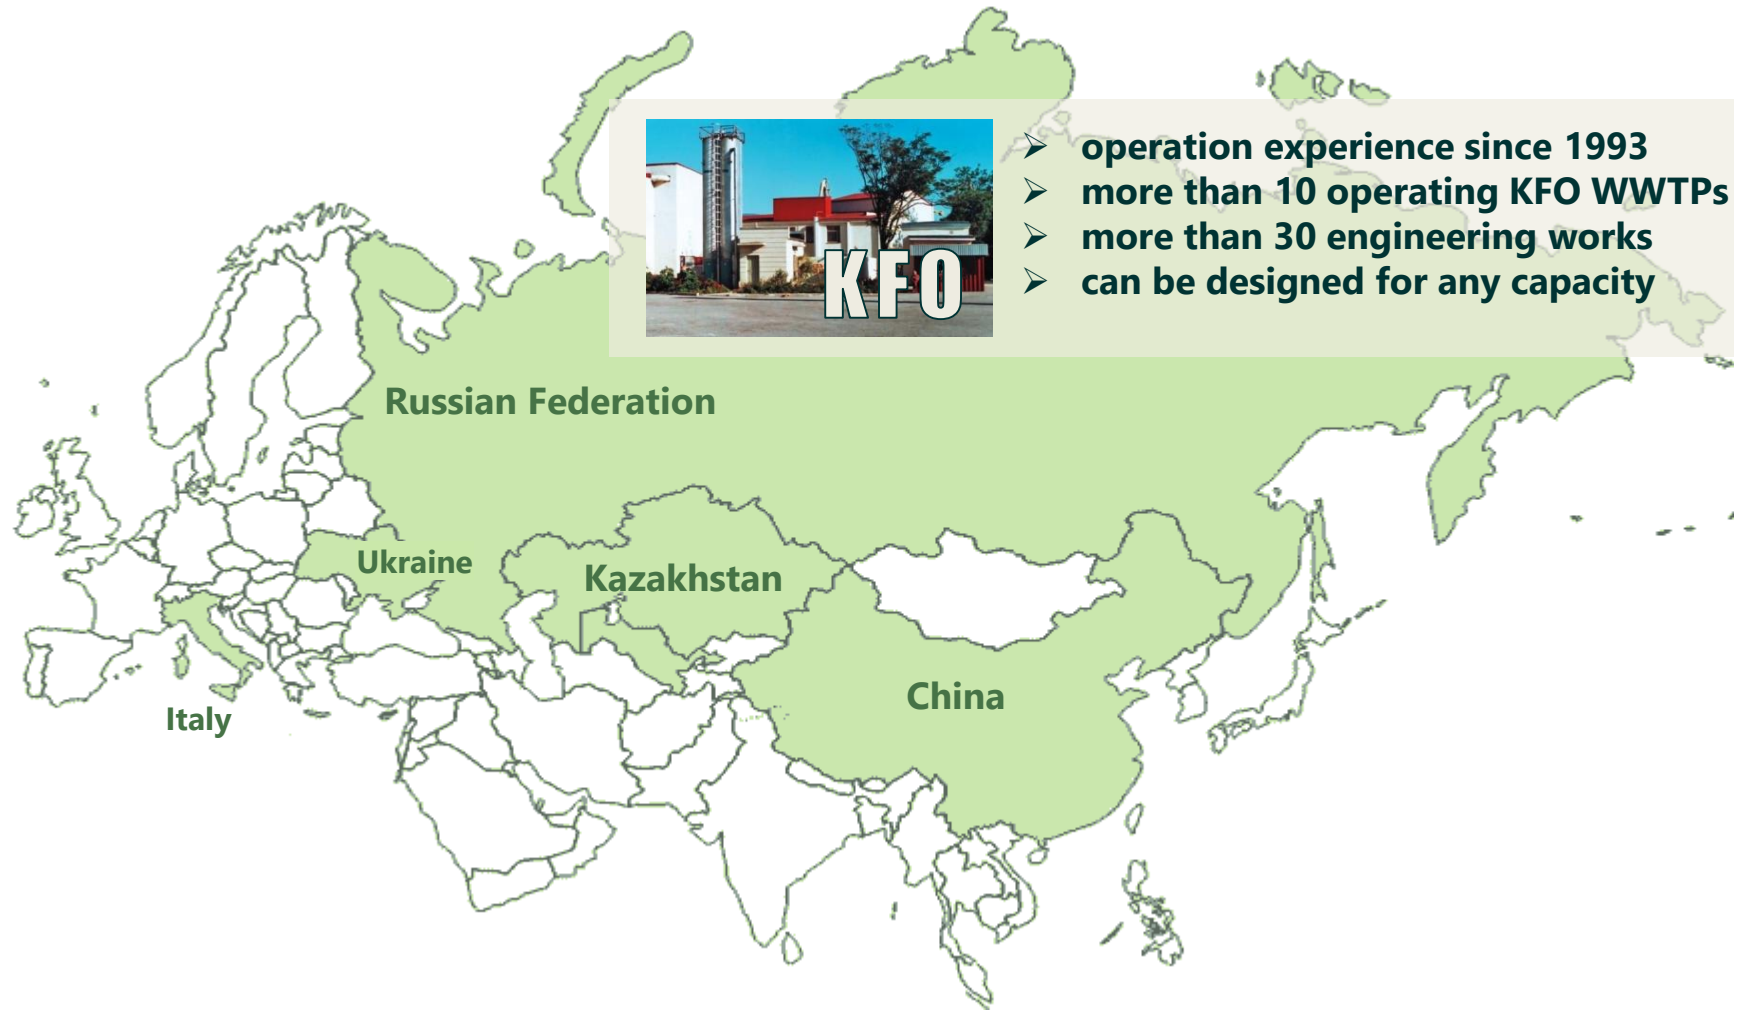 ➢ operation experience since 1993
➢ more than 10 operating KFO WWTPs
➢ more than 30 engineering works
➢ can be designed for any capacity
KFO
Russian Federation
Ukraine
Kazakhstan
China
Italy